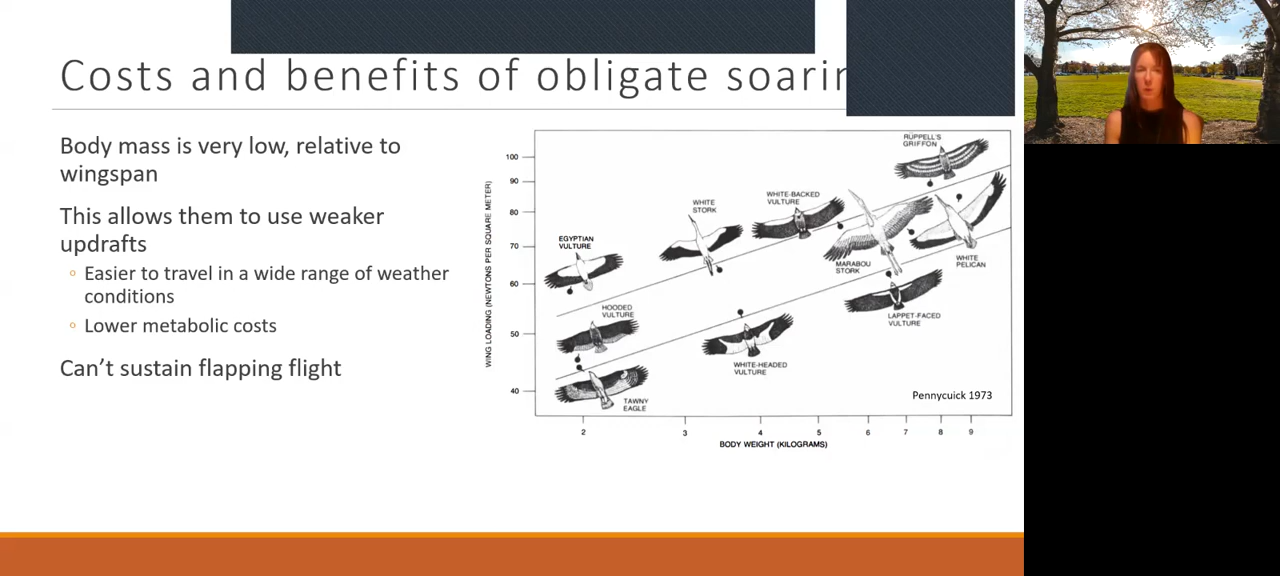 Costs and benefits of obligate soarin
Body mass is very low, relative to
wingspan
This allows them to use weaker
updrafts
Easier to travel in a wide range of weather
conditions
Lower metabolic costs
Can't sustain flapping flight
WING LOADING (NEWTONS PER SQUARE METER)
100
90
80
70
60
50
40
RÜPPELL'S
GRIFFON
WHITE-BACKED
VULTURE
WHITE
STORK
EGYPTIAN
VULTURE
MARABOU
STORK
WHITE
PELICAN
HOODED
VULTURE
LAPPET-FACED
VULTURE
WHITE-HEADED
VULTURE
TAWNY
EAGLE
Pennycuick 1973
2 3 4 5 6 7 8 9
BODY WEIGHT (KILOGRAMS)